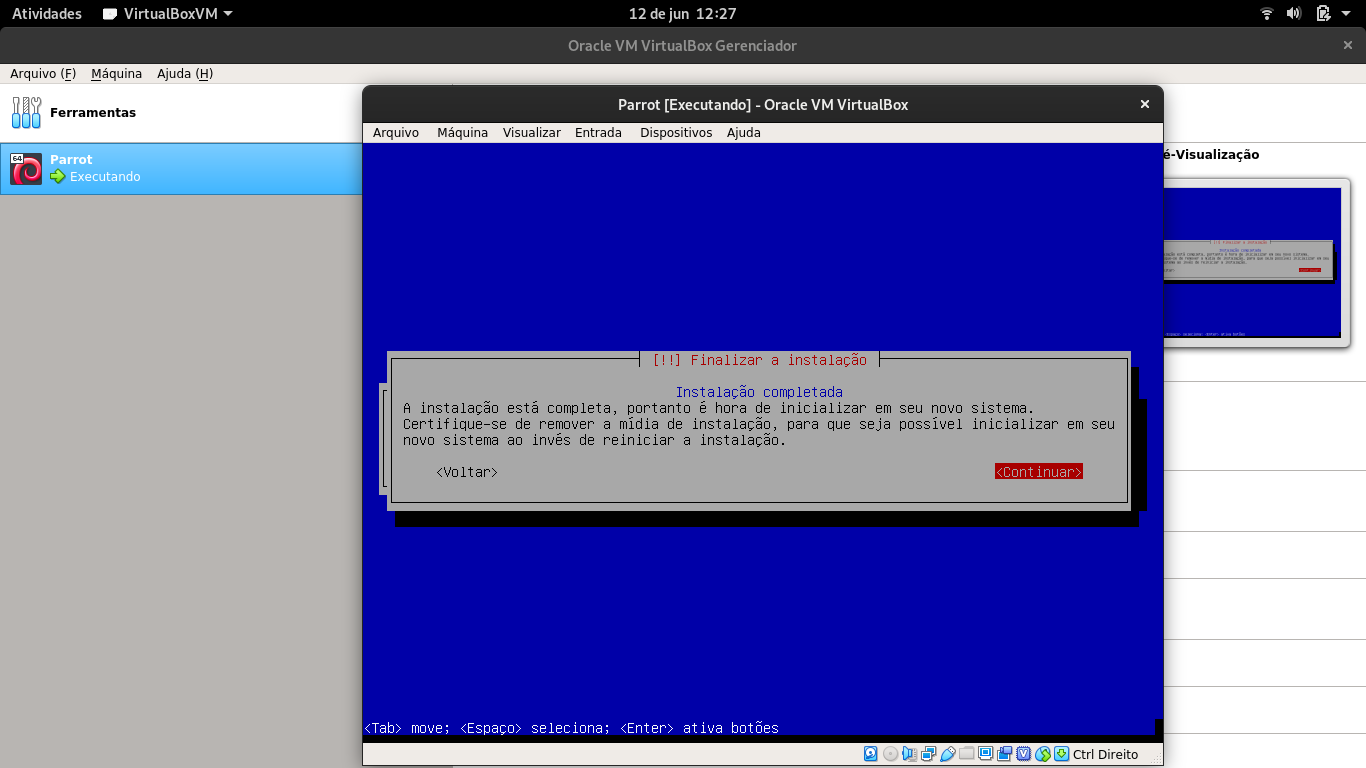 Atividades
VirtualBoxVM
12 de jun 12:27
Oracle VM VirtualBox Gerenciador
Arquivo (F)
Máquina
Ajuda (H)
Ferramentas
64
Parrot
Executando
é-Visualização
Parrot [Executando] - Oracle VM VirtualBox
Arquivo
Máquina
Visualizar
Entrada
Dispositivos
Ajuda
[!!] Finalizar a instalação
Instalação completada
A instalação está completa, portanto é hora de inicializar em seu novo sistema.
Certifique-se de remover a mídia de instalação, para que seja possível inicializar em seu
novo sistema ao invés de reiniciar a instalação.
<Voltar>
<Continuar>
<Tab> move; <Espaço> seleciona; <Enter> ativa botões
Ctrl Direito